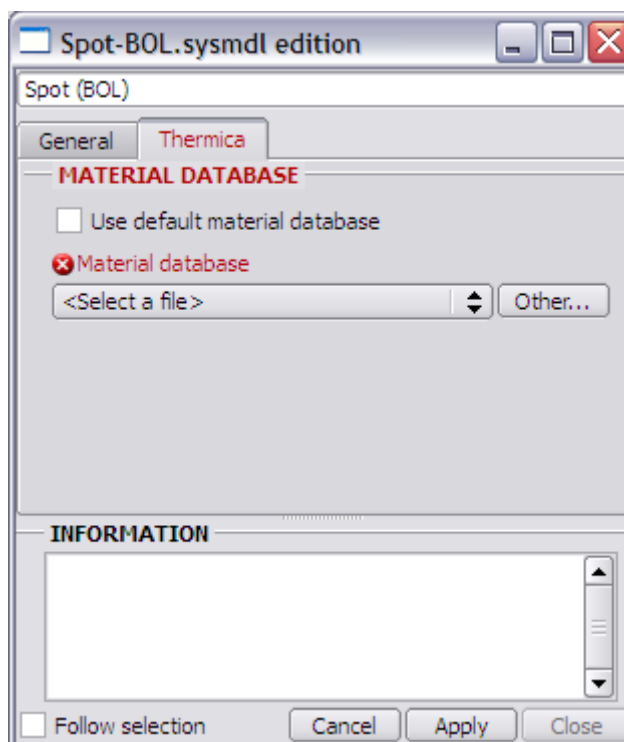 Spot-BOL.sysmdl edition
Spot (BOL)
General Thermica
MATERIAL DATABASE
Use default material database
Material database
<Select a file> Other...
INFORMATION
Follow selection Cancel Apply Close